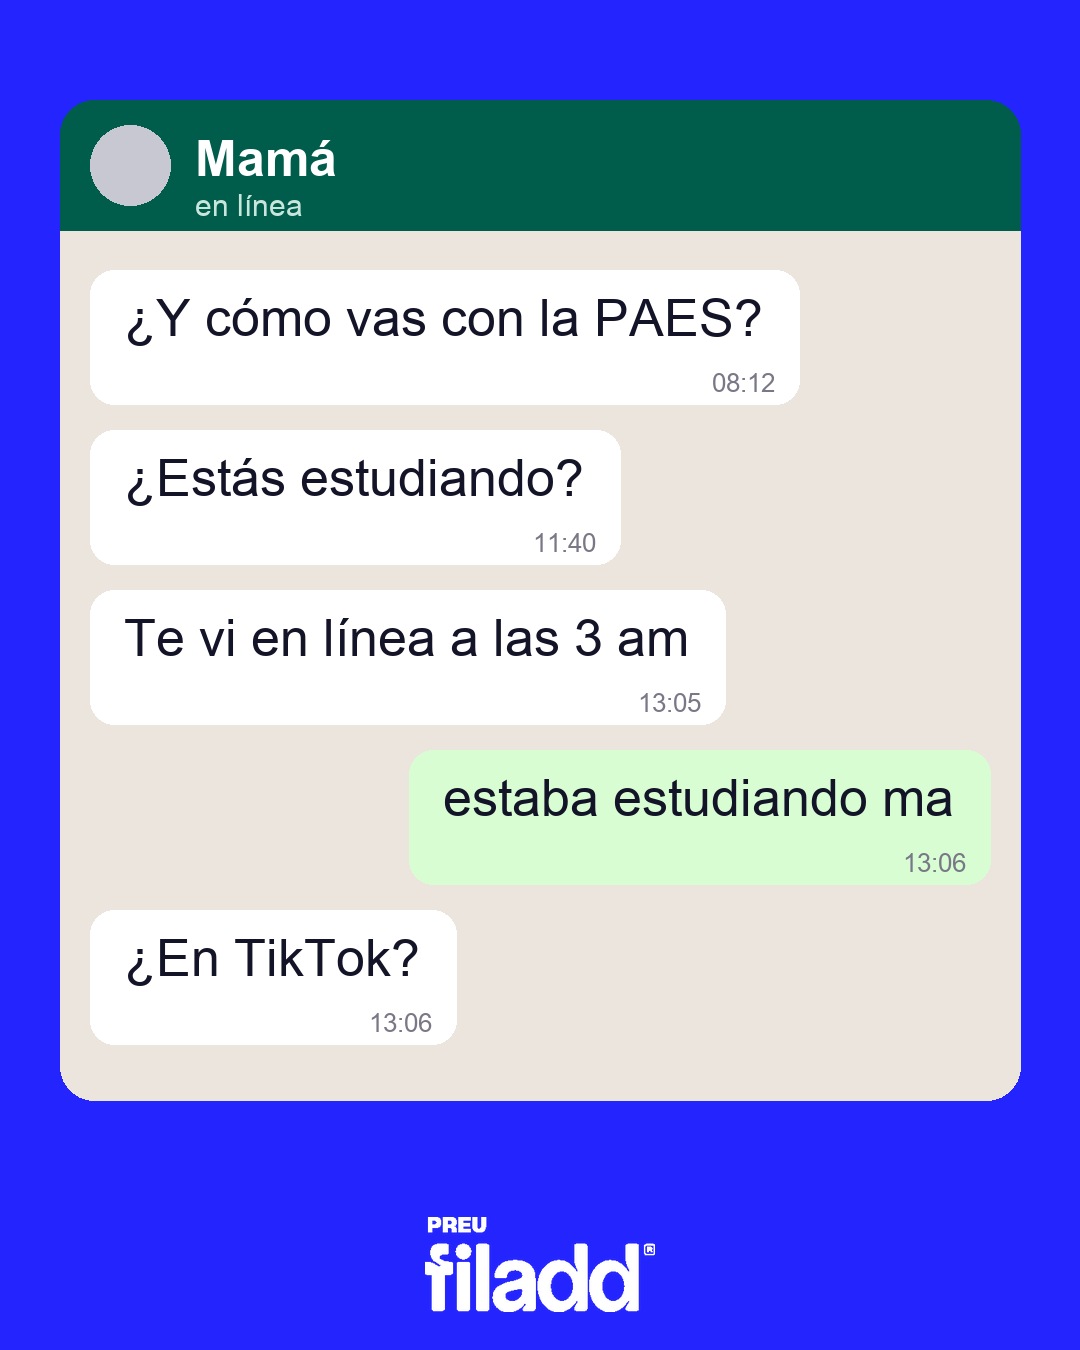 Mamá
en línea
¿Y cómo vas con la PAES?
08:12
¿Estás estudiando?
11:40
Te vi en línea a las 3 am
13:05
estaba estudiando ma
13:06
¿En TikTok?
13:06
PREU
filadd®